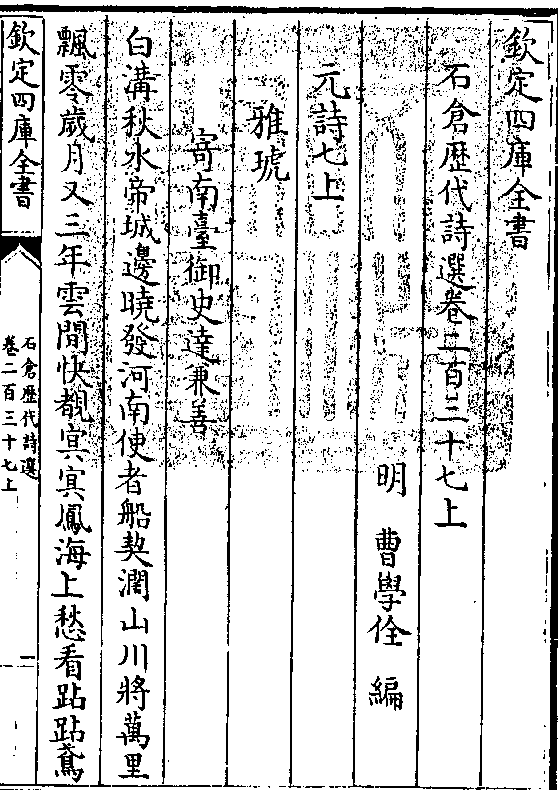 欽定四庫全書
石倉歴代詩選卷二百三十七上
明 曹學佺 編
元詩七上
雅琥
寄南臺御史達兼善
白溝秋水帝城邊曉發河南使者船契濶山川將萬里
飄零歲月又三年雲間快覩冥冥鳳海上愁看跕跕鳶
欽定四庫全書
石倉歴代詩選
卷二百三十七上
一